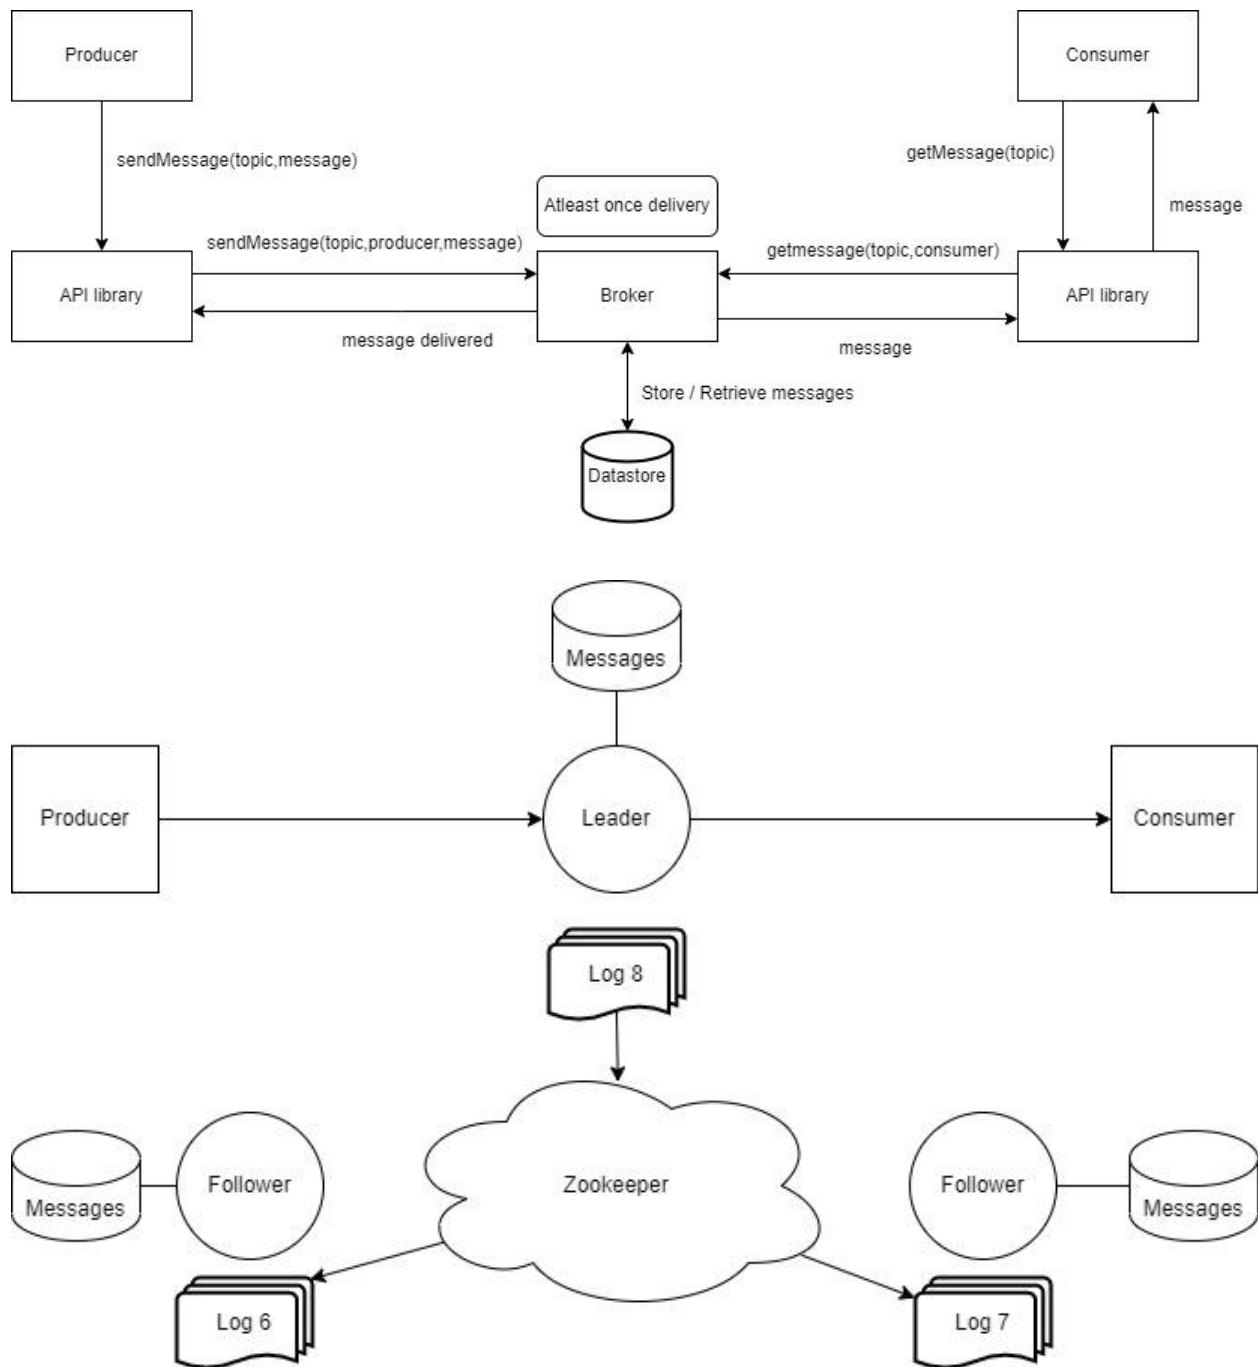 Producer
Consumer
sendMessage(topic,message)
getMessage(topic)
Atleast once delivery
message
sendMessage(topic,producer,message)
getmessage(topic,consumer)
API library
Broker
API library
message delivered
message
Store / Retrieve messages
Datastore
Messages
Producer
Leader
Consumer
Log 8
Zookeeper
Follower
Messages
Follower
Messages
Log 6
Log 7